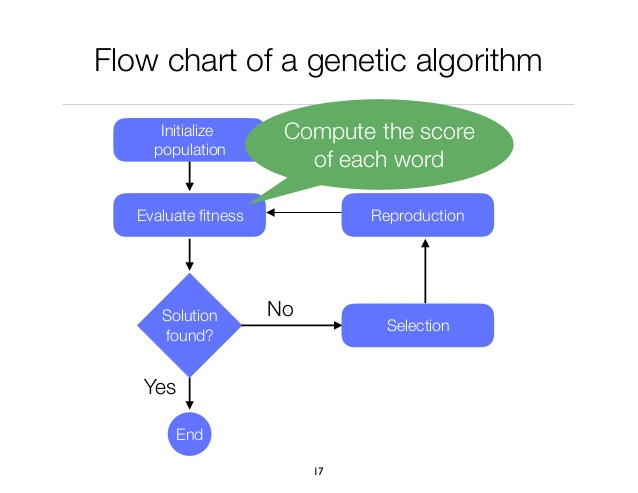 Flow chart of a genetic algorithm
Initialize
population
Compute the score
of each word
Evaluate fitness
Reproduction
Solution
found?
No
Selection
Yes
End
17